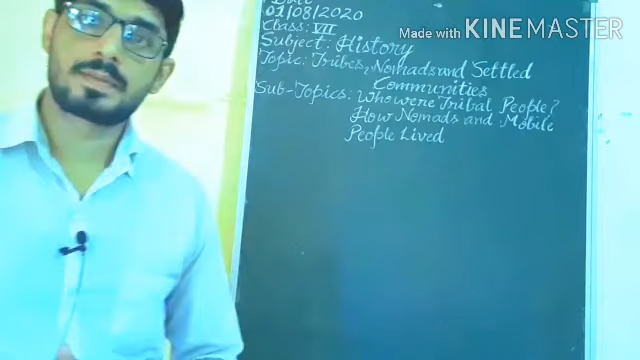 Date
01/08/2020
Class: VII
Made with KINEMASTER
Subject: History
Topic: Tribes, Nomads and Settled
Communities
Sub-Topics: Who were Tribal People?
How Nomads and Mobile
People Lived